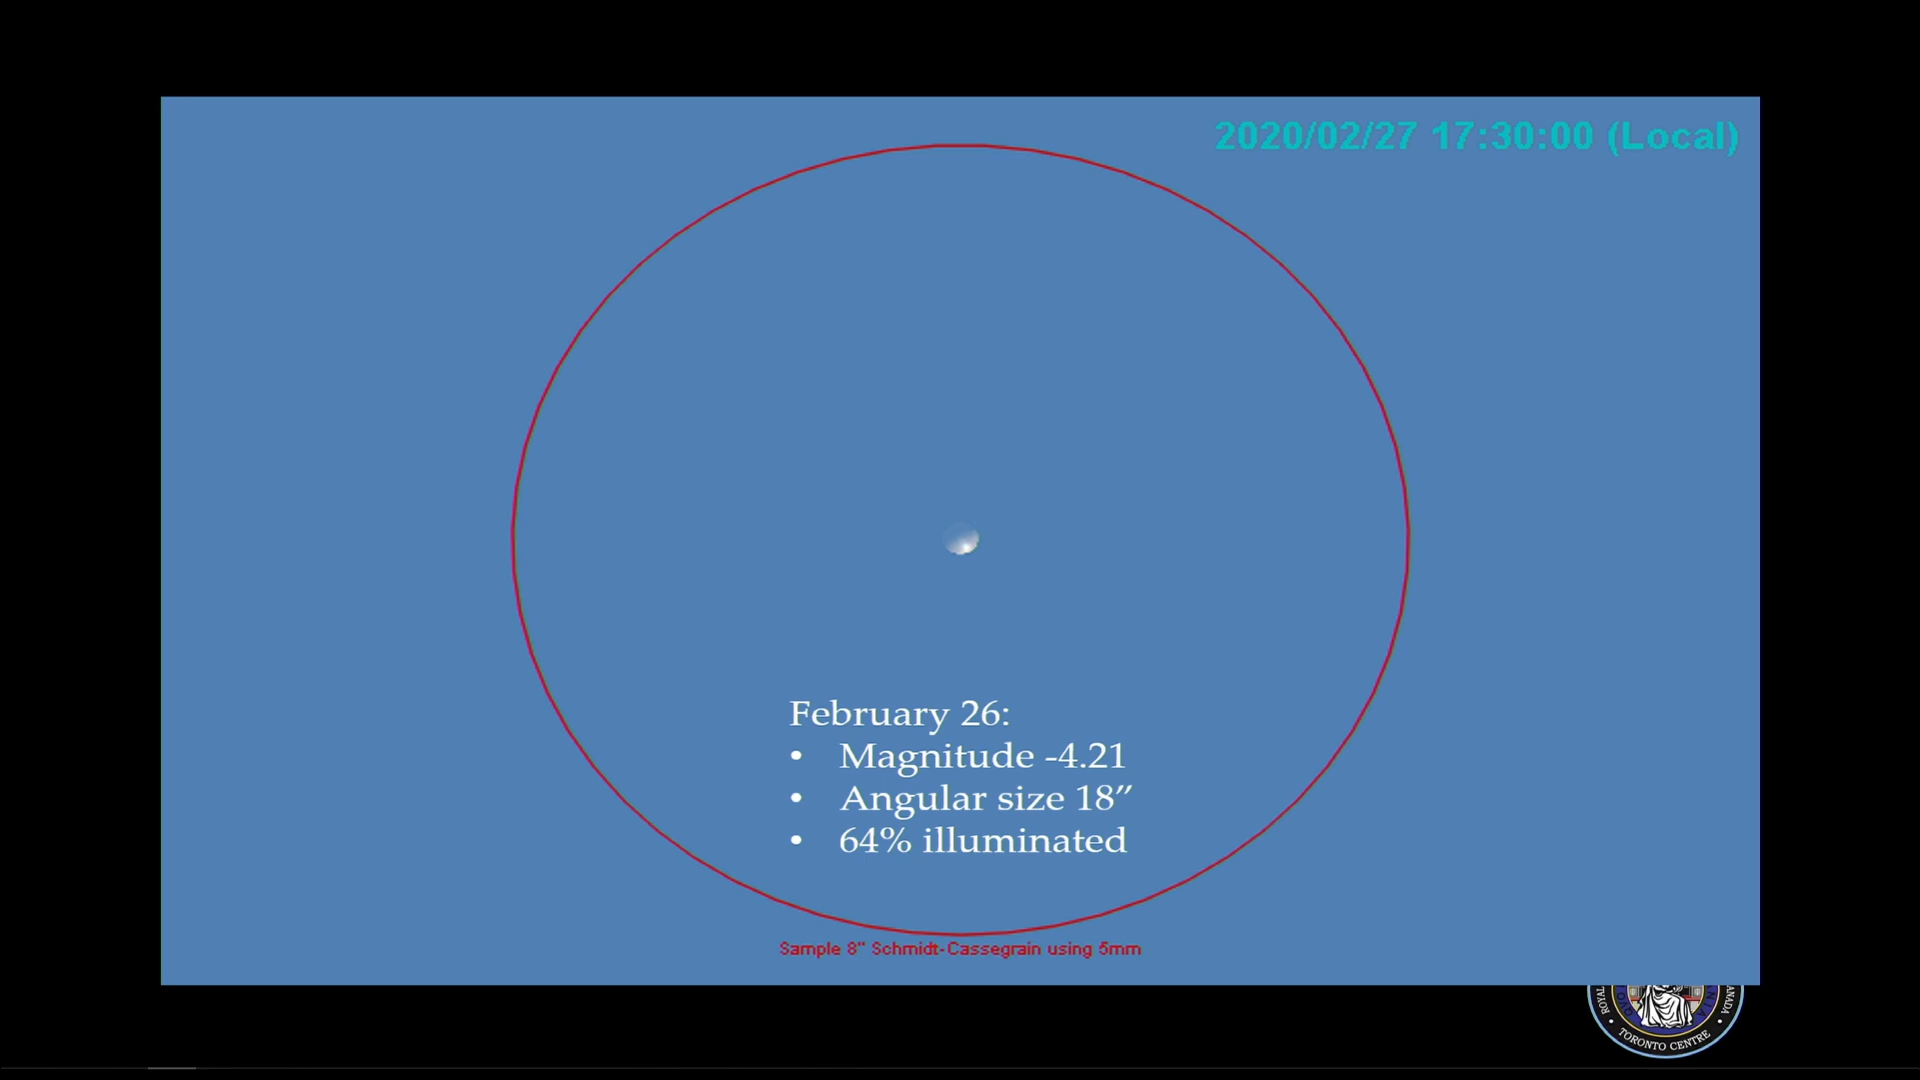 2020/02/27 17:30:00 (Local)
February 26:
• Magnitude -4.21
• Angular size 18″
• 64% illuminated
Sample 8" Schmidt-Cassegrain using 5mm
ROYAL
• TORONTO CENTRE •